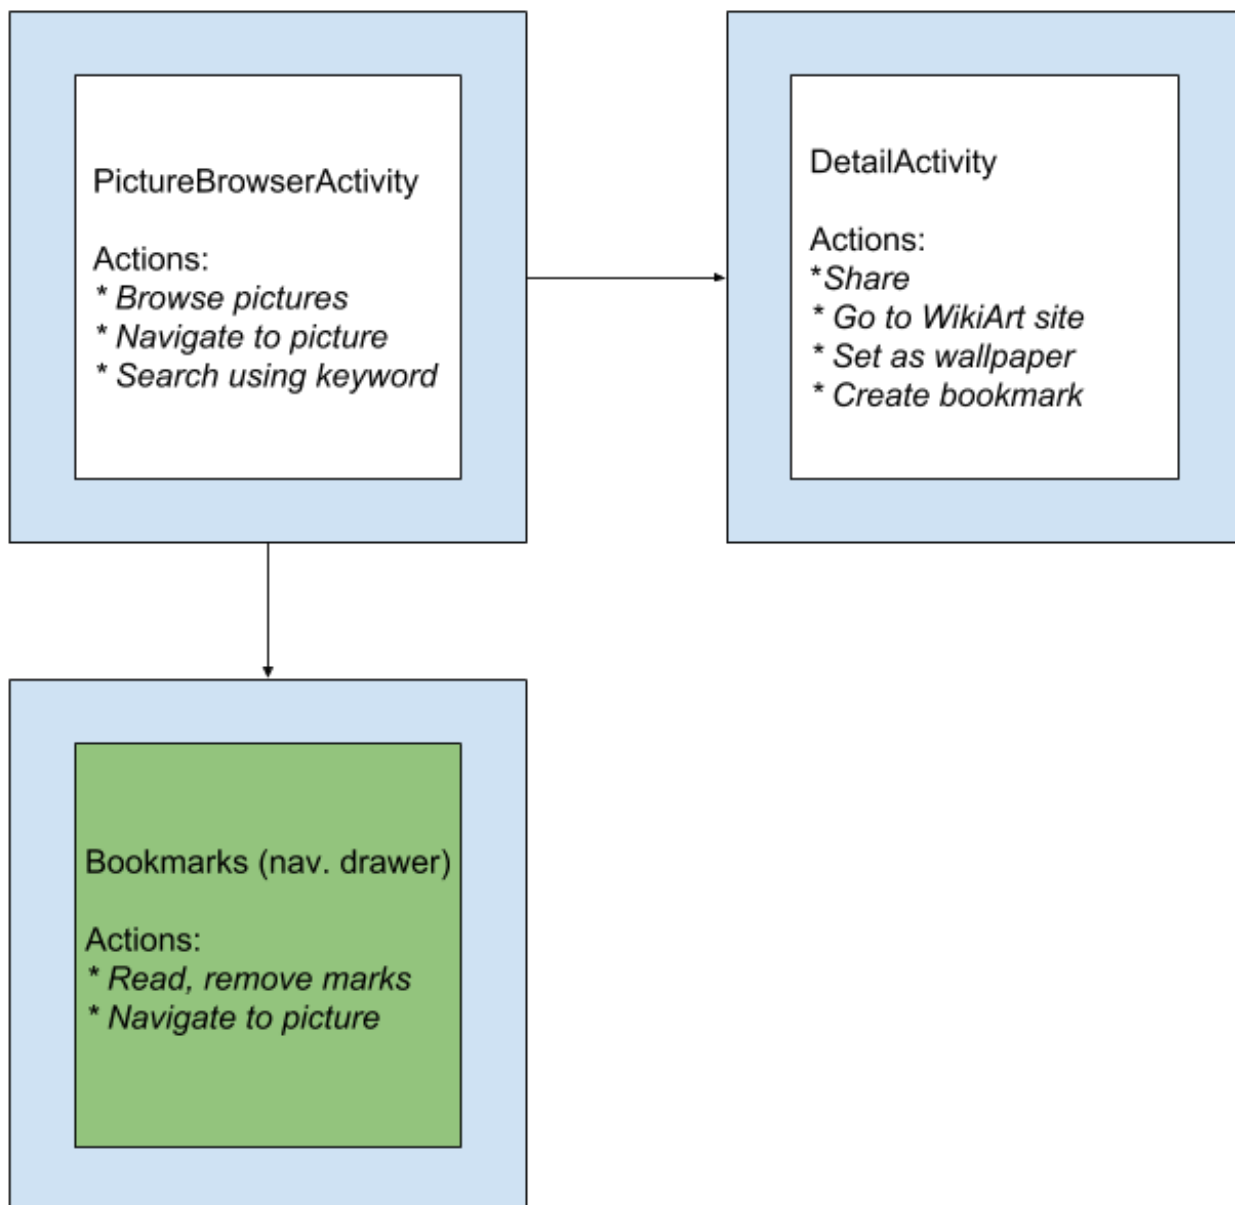 PictureBrowserActivity
Actions:
* Browse pictures
* Navigate to picture
* Search using keyword
DetailActivity
Actions:
*Share
* Go to WikiArt site
* Set as wallpaper
* Create bookmark
Bookmarks (nav. drawer)
Actions:
* Read, remove marks
* Navigate to picture